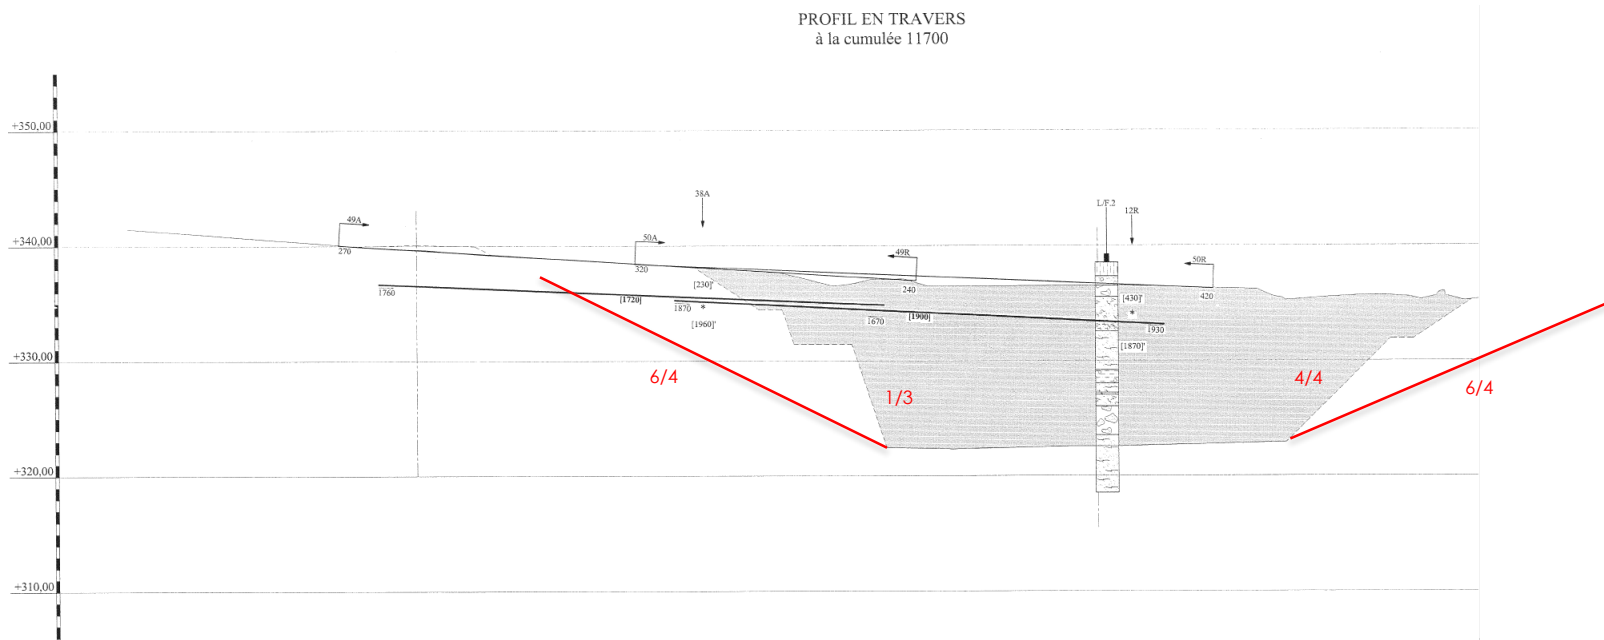 PROFIL EN TRAVERS
à la cumulée 11700
+350,00
38A
L/F.2
12R
49A
50A
49R
50R
+340,00
270
320
[230]'
240
[430]'
420
1760
[1720]
1870
*
[1960]'
1670
[1900]
*
1930
[1870]'
+330,00
6/4
1/3
4/4
6/4
+320,00
+310,00